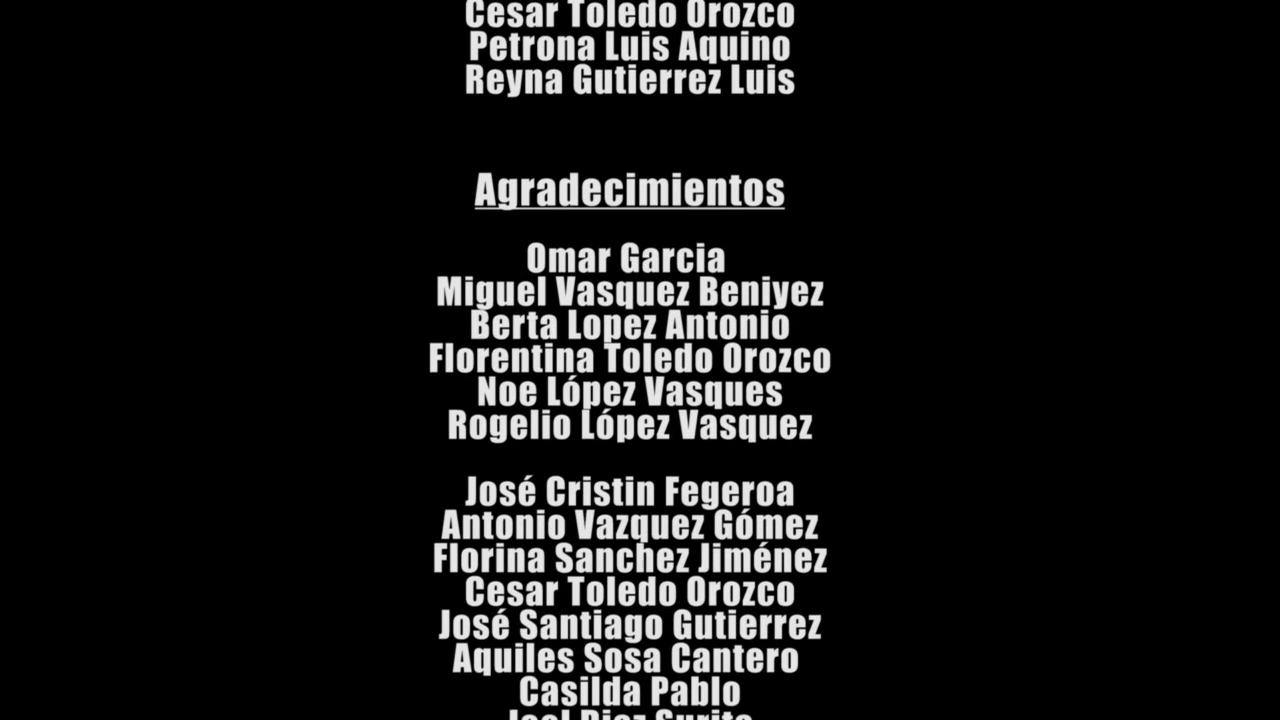 Cesar Toledo Orozco
Petrona Luis Aquino
Reyna Gutierrez Luis
Agradecimientos
Omar Garcia
Miguel Vasquez Beniyez
Berta Lopez Antonio
Florentina Toledo Orozco
Noe López Vasques
Rogelio López Vasquez
José Cristin Fegeroa
Antonio Vazquez Gómez
Florina Sanchez Jiménez
Cesar Toledo Orozco
José Santiago Gutierrez
Aquiles Sosa Cantero
Casilda Pablo